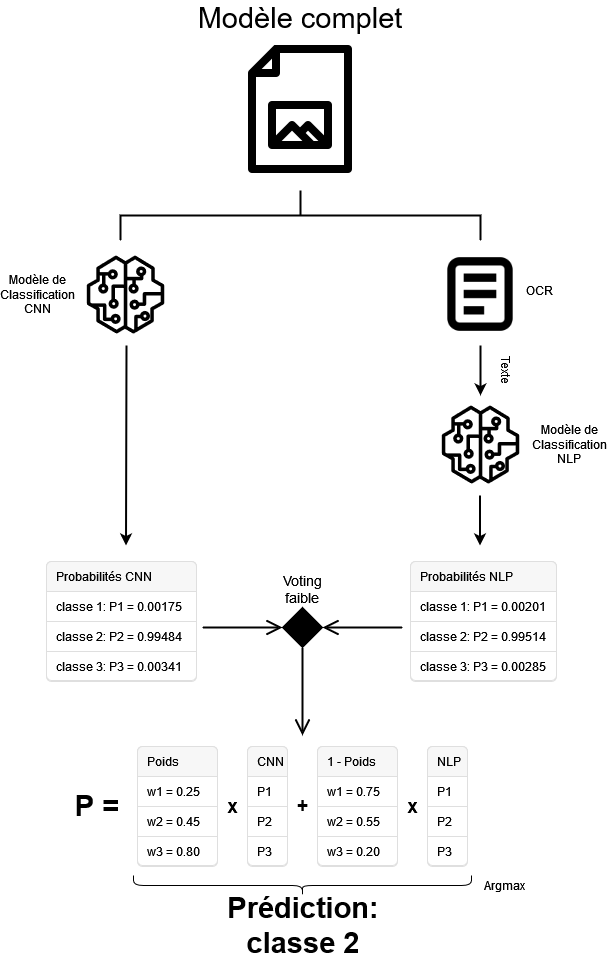 Modèle complet
Modèle de
Classification
CNN
OCR
Texte
Modèle de
Classification
NLP
Probabilités CNN
classe 1: P1 = 0.00175
classe 2: P2 = 0.99484
classe 3: P3 = 0.00341
Voting
faible
Probabilités NLP
classe 1: P1 = 0.00201
classe 2: P2 = 0.99514
classe 3: P3 = 0.00285
P =
Poids
w1 = 0.25
w2 = 0.45
w3 = 0.80
x
CNN
P1
P2
P3
+
1 - Poids
w1 = 0.75
w2 = 0.55
w3 = 0.20
x
NLP
P1
P2
P3
Argmax
Prédiction:
classe 2